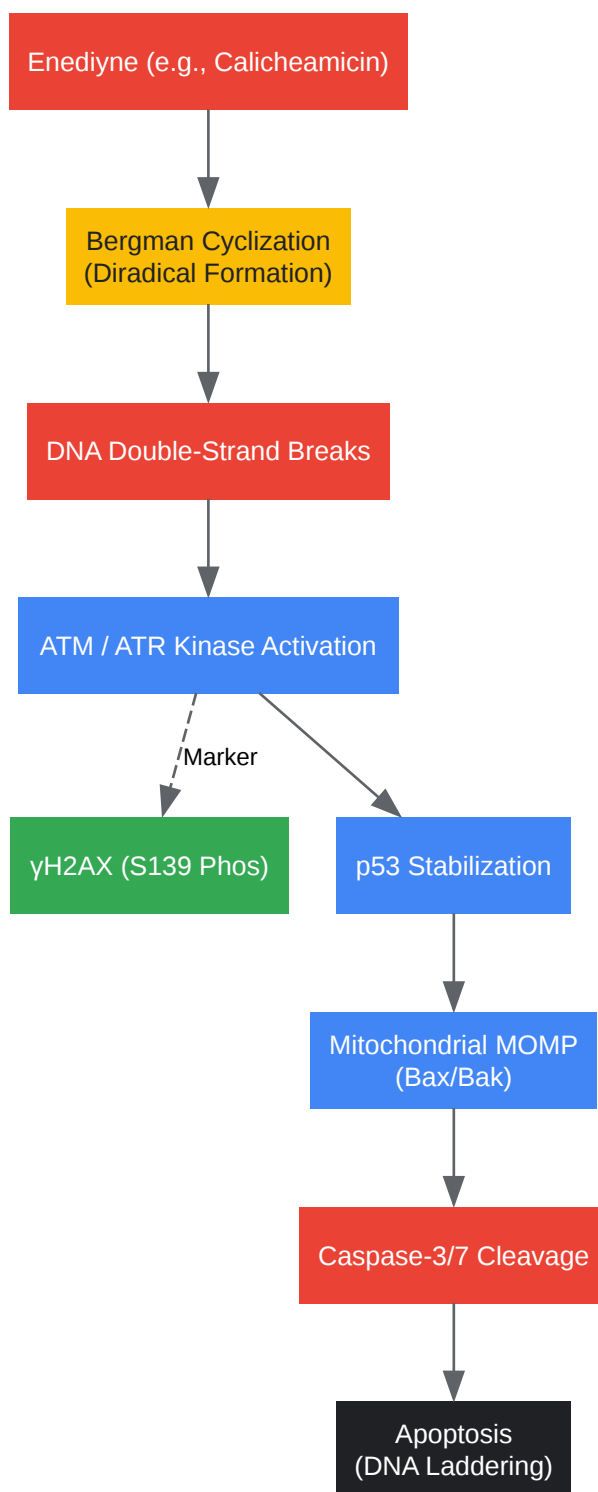 Enediyne (e.g., Calicheamicin)
Bergman Cyclization
(Diradical Formation)
DNA Double-Strand Breaks
ATM / ATR Kinase Activation
Marker
γH2AX (S139 Phos)
p53 Stabilization
Mitochondrial MOMP
(Bax/Bak)
Caspase-3/7 Cleavage
Apoptosis
(DNA Laddering)